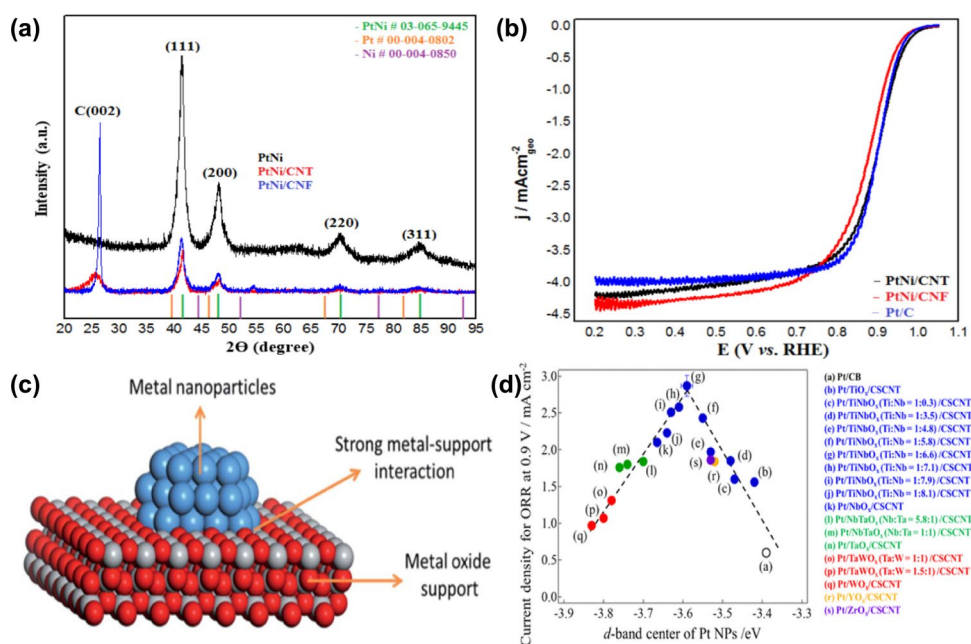 (a)
- PtNi # 03-065-9445
- Pt # 00-004-0802
- Ni # 00-004-0850
(111)
C(002)
(200)
(220)
(311)
PtNi
PtNi/CNT
PtNi/CNF
Intensity (a.u.)
20 25 30 35 40 45 50 55 60 65 70 75 80 85 90 95
2Θ (degree)
(b)
0.0
-0.5
-1.0
-1.5
-2.0
-2.5
-3.0
-3.5
-4.0
-4.5
j / mAcm-2geo
PtNi/CNT
PtNi/CNF
Pt/C
0.2 0.3 0.4 0.5 0.6 0.7 0.8 0.9 1.0 1.1
E (V vs. RHE)
(c)
Metal nanoparticles
Strong metal-support
interaction
Metal oxide
support
(d)
Current density for ORR at 0.9 V / mA cm-2
3.0
2.5
2.0
1.5
1.0
0.5
0.0
(g)
(h)
(i)
(f)
(j)
(m)
(k)
(e)
(n)
(l)
(s)
(d)
(r)
(b)
(c)
(o)
(p)
(q)
(a)
-3.9 -3.8 -3.7 -3.6 -3.5 -3.4 -3.3
d-band center of Pt NPs /eV
(a) Pt/CB
(b) Pt/TiOx/CSCNT
(c) Pt/TiNbOx(Ti:Nb = 1:0.3) /CSCNT
(d) Pt/TiNbOx(Ti:Nb = 1:3.5) /CSCNT
(e) Pt/TiNbOx(Ti:Nb = 1:4.8) /CSCNT
(f) Pt/TiNbOx(Ti:Nb = 1:5.8) /CSCNT
(g) Pt/TiNbOx(Ti:Nb = 1:6.6) /CSCNT
(h) Pt/TiNbOx(Ti:Nb = 1:7.1) /CSCNT
(i) Pt/TiNbOx(Ti:Nb = 1:7.9) /CSCNT
(j) Pt/TiNbOx(Ti:Nb = 1:8.1) /CSCNT
(k) Pt/NbOx/CSCNT
(l) Pt/NbTaOx(Nb:Ta = 5.8:1) /CSCNT
(m) Pt/NbTaOx(Nb:Ta = 1:1) /CSCNT
(n) Pt/TaOx/CSCNT
(o) Pt/TaWOx(Ta:W = 1:1) /CSCNT
(p) Pt/TaWOx(Ta:W = 1.5:1) /CSCNT
(q) Pt/WOx/CSCNT
(r) Pt/YOx/CSCNT
(s) Pt/ZrOx/CSCNT